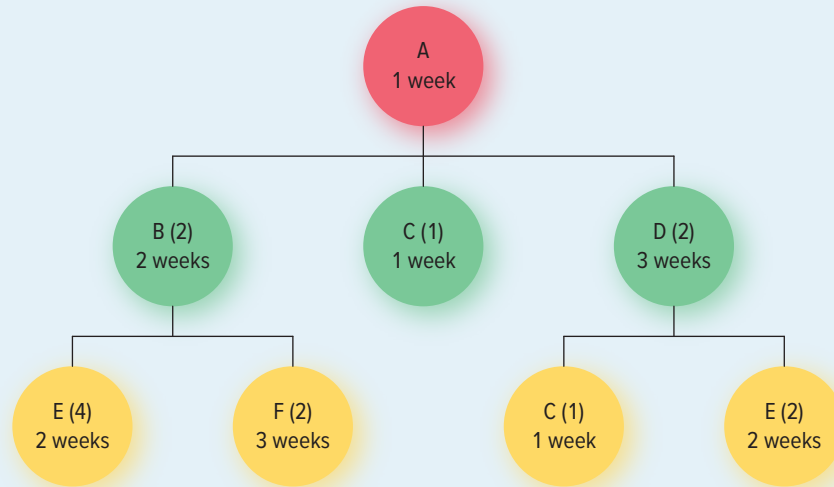 A
1 week
B (2)
2 weeks
C (1)
1 week
D (2)
3 weeks
E (4)
2 weeks
F (2)
3 weeks
C (1)
1 week
E (2)
2 weeks